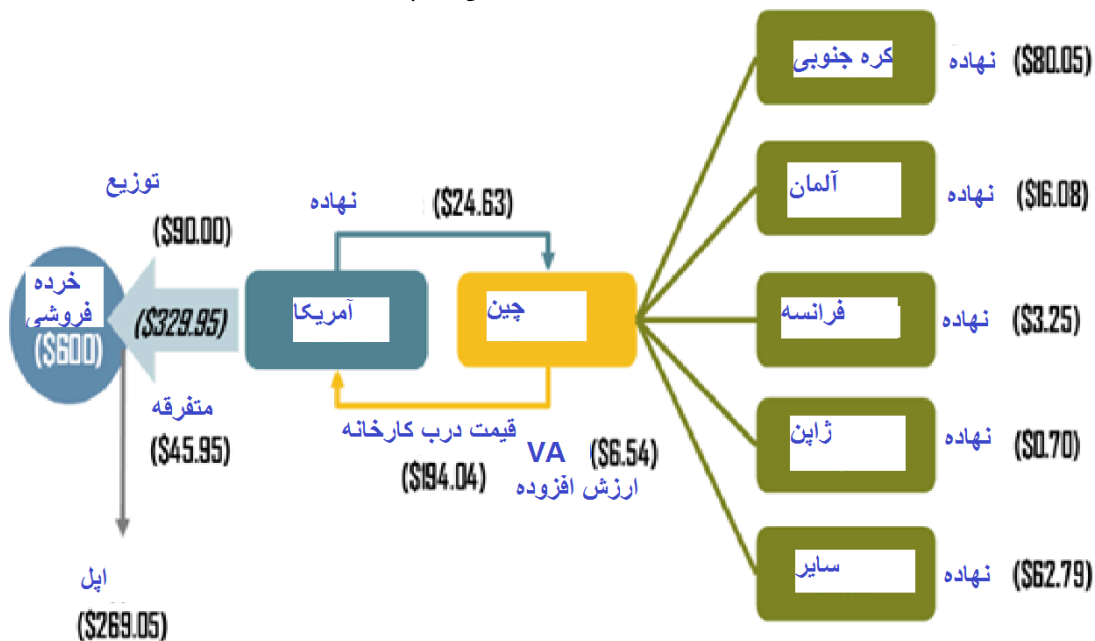 کره جنوبی
نهاده
($80.05)
توزیع
($90.00)
نهاده
($24.63)
آلمان
نهاده
($16.08)
خرده
فروشی
($600)
($329.95)
آمریکا
چین
فرانسه
نهاده
($3.25)
متفرقه
($45.95)
قیمت درب کارخانه
($194.04)
VA ($6.54)
ارزش افزوده
ژاپن
نهاده
($0.70)
اپل
($269.05)
سایر
نهاده
($62.79)